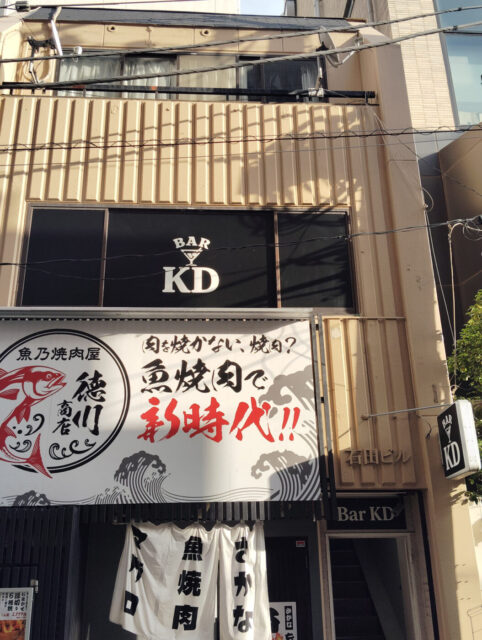 BAR
KD
魚乃焼肉屋
徳川
商店
肉を焼かない、焼肉?
魚焼肉で
新時代!!
BAR
KD
石田ビル
Bar KD
さかな
魚焼肉
マグロ